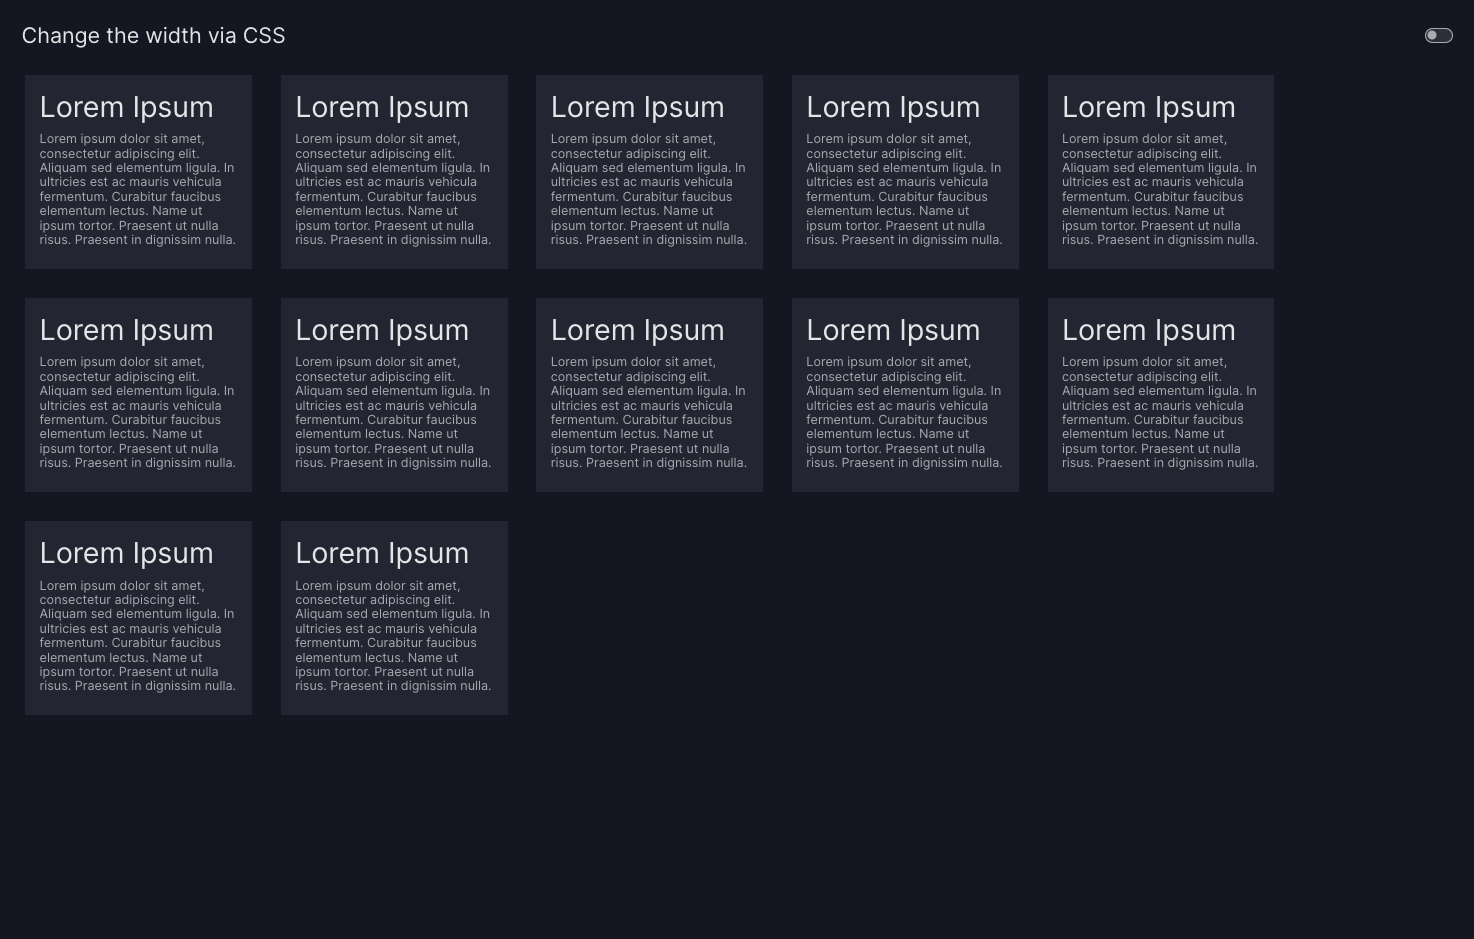 Change the width via CSS
Lorem Ipsum
Lorem ipsum dolor sit amet,
consectetur adipiscing elit.
Aliquam sed elementum ligula. In
ultricies est ac mauris vehicula
fermentum. Curabitur faucibus
elementum lectus. Name ut
ipsum tortor. Praesent ut nulla
risus. Praesent in dignissim nulla.
Lorem Ipsum
Lorem ipsum dolor sit amet,
consectetur adipiscing elit.
Aliquam sed elementum ligula. In
ultricies est ac mauris vehicula
fermentum. Curabitur faucibus
elementum lectus. Name ut
ipsum tortor. Praesent ut nulla
risus. Praesent in dignissim nulla.
Lorem Ipsum
Lorem ipsum dolor sit amet,
consectetur adipiscing elit.
Aliquam sed elementum ligula. In
ultricies est ac mauris vehicula
fermentum. Curabitur faucibus
elementum lectus. Name ut
ipsum tortor. Praesent ut nulla
risus. Praesent in dignissim nulla.
Lorem Ipsum
Lorem ipsum dolor sit amet,
consectetur adipiscing elit.
Aliquam sed elementum ligula. In
ultricies est ac mauris vehicula
fermentum. Curabitur faucibus
elementum lectus. Name ut
ipsum tortor. Praesent ut nulla
risus. Praesent in dignissim nulla.
Lorem Ipsum
Lorem ipsum dolor sit amet,
consectetur adipiscing elit.
Aliquam sed elementum ligula. In
ultricies est ac mauris vehicula
fermentum. Curabitur faucibus
elementum lectus. Name ut
ipsum tortor. Praesent ut nulla
risus. Praesent in dignissim nulla.
Lorem Ipsum
Lorem ipsum dolor sit amet,
consectetur adipiscing elit.
Aliquam sed elementum ligula. In
ultricies est ac mauris vehicula
fermentum. Curabitur faucibus
elementum lectus. Name ut
ipsum tortor. Praesent ut nulla
risus. Praesent in dignissim nulla.
Lorem Ipsum
Lorem ipsum dolor sit amet,
consectetur adipiscing elit.
Aliquam sed elementum ligula. In
ultricies est ac mauris vehicula
fermentum. Curabitur faucibus
elementum lectus. Name ut
ipsum tortor. Praesent ut nulla
risus. Praesent in dignissim nulla.
Lorem Ipsum
Lorem ipsum dolor sit amet,
consectetur adipiscing elit.
Aliquam sed elementum ligula. In
ultricies est ac mauris vehicula
fermentum. Curabitur faucibus
elementum lectus. Name ut
ipsum tortor. Praesent ut nulla
risus. Praesent in dignissim nulla.
Lorem Ipsum
Lorem ipsum dolor sit amet,
consectetur adipiscing elit.
Aliquam sed elementum ligula. In
ultricies est ac mauris vehicula
fermentum. Curabitur faucibus
elementum lectus. Name ut
ipsum tortor. Praesent ut nulla
risus. Praesent in dignissim nulla.
Lorem Ipsum
Lorem ipsum dolor sit amet,
consectetur adipiscing elit.
Aliquam sed elementum ligula. In
ultricies est ac mauris vehicula
fermentum. Curabitur faucibus
elementum lectus. Name ut
ipsum tortor. Praesent ut nulla
risus. Praesent in dignissim nulla.
Lorem Ipsum
Lorem ipsum dolor sit amet,
consectetur adipiscing elit.
Aliquam sed elementum ligula. In
ultricies est ac mauris vehicula
fermentum. Curabitur faucibus
elementum lectus. Name ut
ipsum tortor. Praesent ut nulla
risus. Praesent in dignissim nulla.
Lorem Ipsum
Lorem ipsum dolor sit amet,
consectetur adipiscing elit.
Aliquam sed elementum ligula. In
ultricies est ac mauris vehicula
fermentum. Curabitur faucibus
elementum lectus. Name ut
ipsum tortor. Praesent ut nulla
risus. Praesent in dignissim nulla.